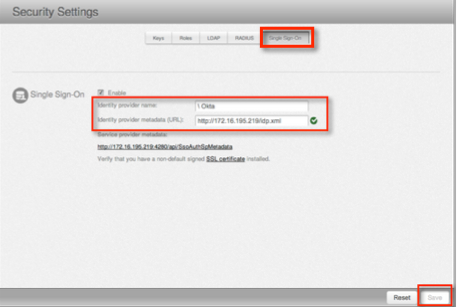 Security Settings
Keys Roles LDAP RADIUS Single Sign-On
Single Sign-On
Enable
Identity provider name: \ Okta
Identity provider metadata (URL): http://172.16.195.219/idp.xml
Service provider metadata:
http://172.16.195.219:4280/api/SsoAuthSpMetadata
Verify that you have a non-default signed SSL certificate installed.
Reset Save